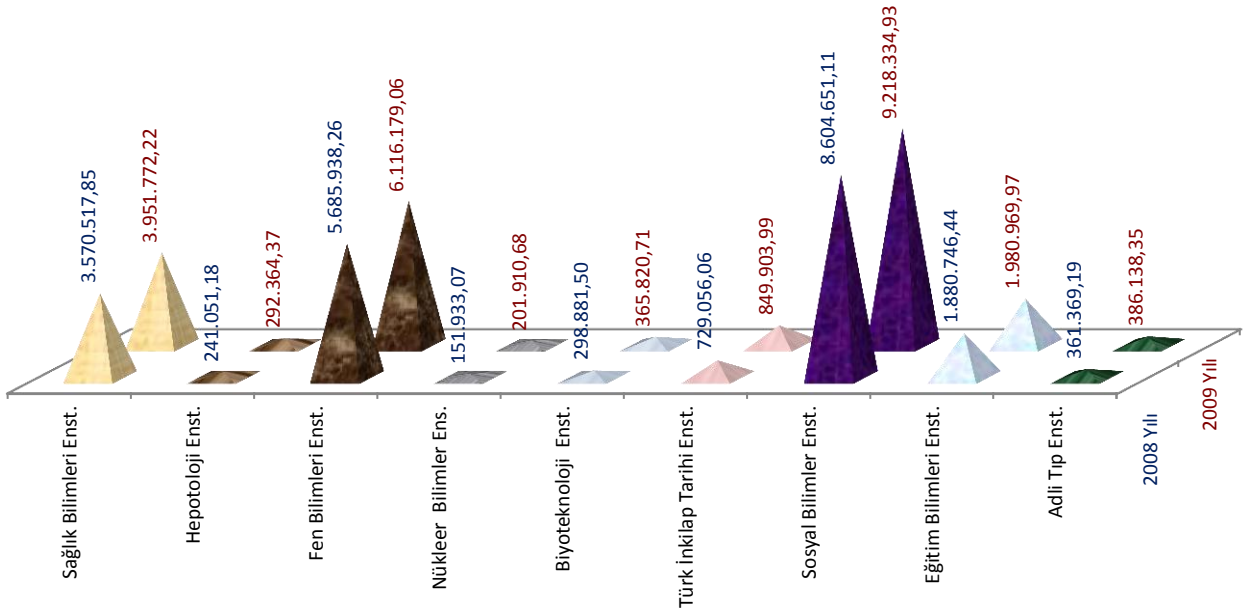 3.570.517,85
3.951.772,22
241.051,18
292.364,37
5.685.938,26
6.116.179,06
151.933,07
201.910,68
298.881,50
365.820,71
729.056,06
849.903,99
8.604.651,11
9.218.334,93
1.880.746,44
1.980.969,97
361.369,19
386.138,35
Sağlık Bilimleri Enst.
Hepotoloji Enst.
Fen Bilimleri Enst.
Nükleer Bilimler Ens.
Biyoteknoloji Enst.
Türk İnkilap Tarihi Enst.
Sosyal Bilimler Enst.
Eğitim Bilimleri Enst.
Adli Tıp Enst.
2008 Yılı
2009 Yılı